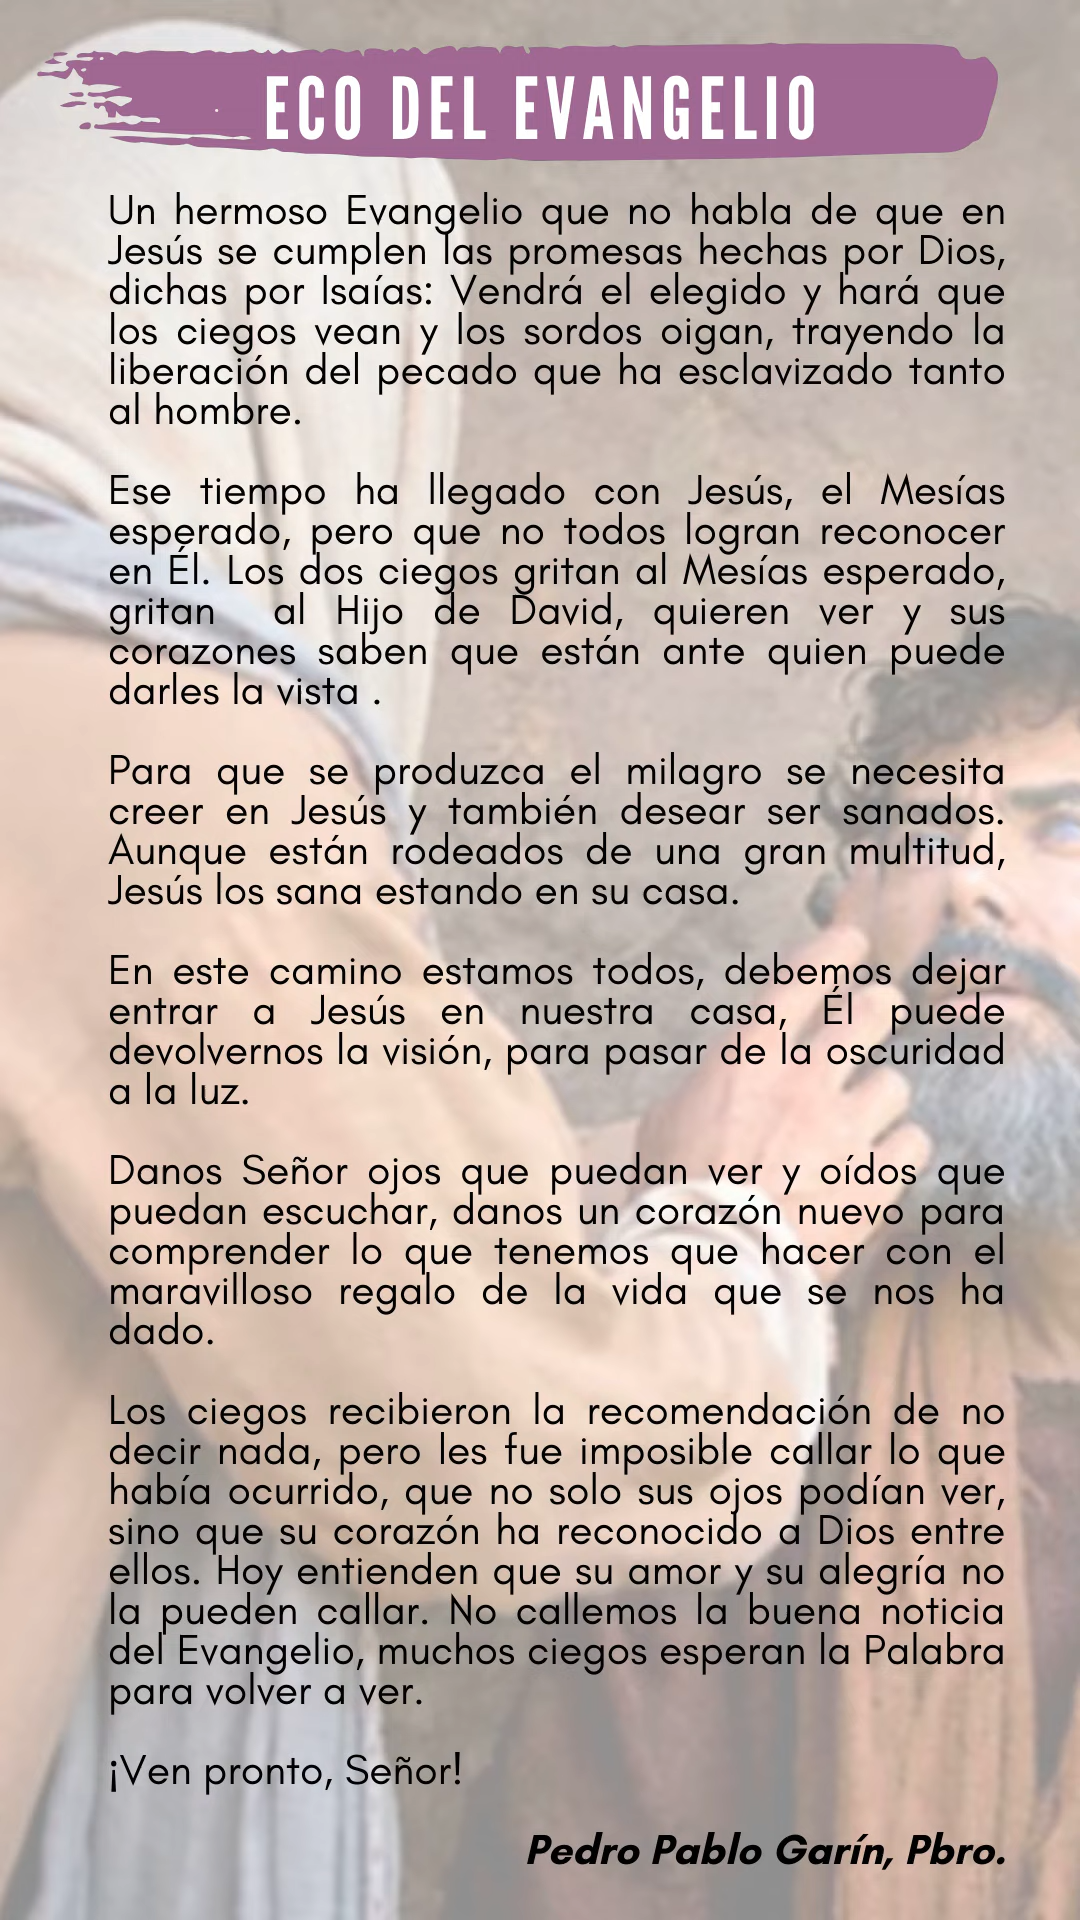 ECO DEL EVANGELIO
Un hermoso Evangelio que no habla de que en
Jesús se cumplen las promesas hechas por Dios,
dichas por Isaías: Vendrá el elegido y hará que
los ciegos vean y los sordos oigan, trayendo la
liberación del pecado que ha esclavizado tanto
al hombre.
Ese tiempo ha llegado con Jesús, el Mesías
esperado, pero que no todos logran reconocer
en Él. Los dos ciegos gritan al Mesías esperado,
gritan al Hijo de David, quieren ver y sus
corazones saben que están ante quien puede
darles la vista .
Para que se produzca el milagro se necesita
creer en Jesús y también desear ser sanados.
Aunque están rodeados de una gran multitud,
Jesús los sana estando en su casa.
En este camino estamos todos, debemos dejar
entrar a Jesús en nuestra casa, Él puede
devolvernos la visión, para pasar de la oscuridad
a la luz.
Danos Señor ojos que puedan ver y oídos que
puedan escuchar, danos un corazón nuevo para
comprender lo que tenemos que hacer con el
maravilloso regalo de la vida que se nos ha
dado.
Los ciegos recibieron la recomendación de no
decir nada, pero les fue imposible callar lo que
había ocurrido, que no solo sus ojos podían ver,
sino que su corazón ha reconocido a Dios entre
ellos. Hoy entienden que su amor y su alegría no
la pueden callar. No callemos la buena noticia
del Evangelio, muchos ciegos esperan la Palabra
para volver a ver.
¡Ven pronto, Señor!
Pedro Pablo Garín, Pbro.